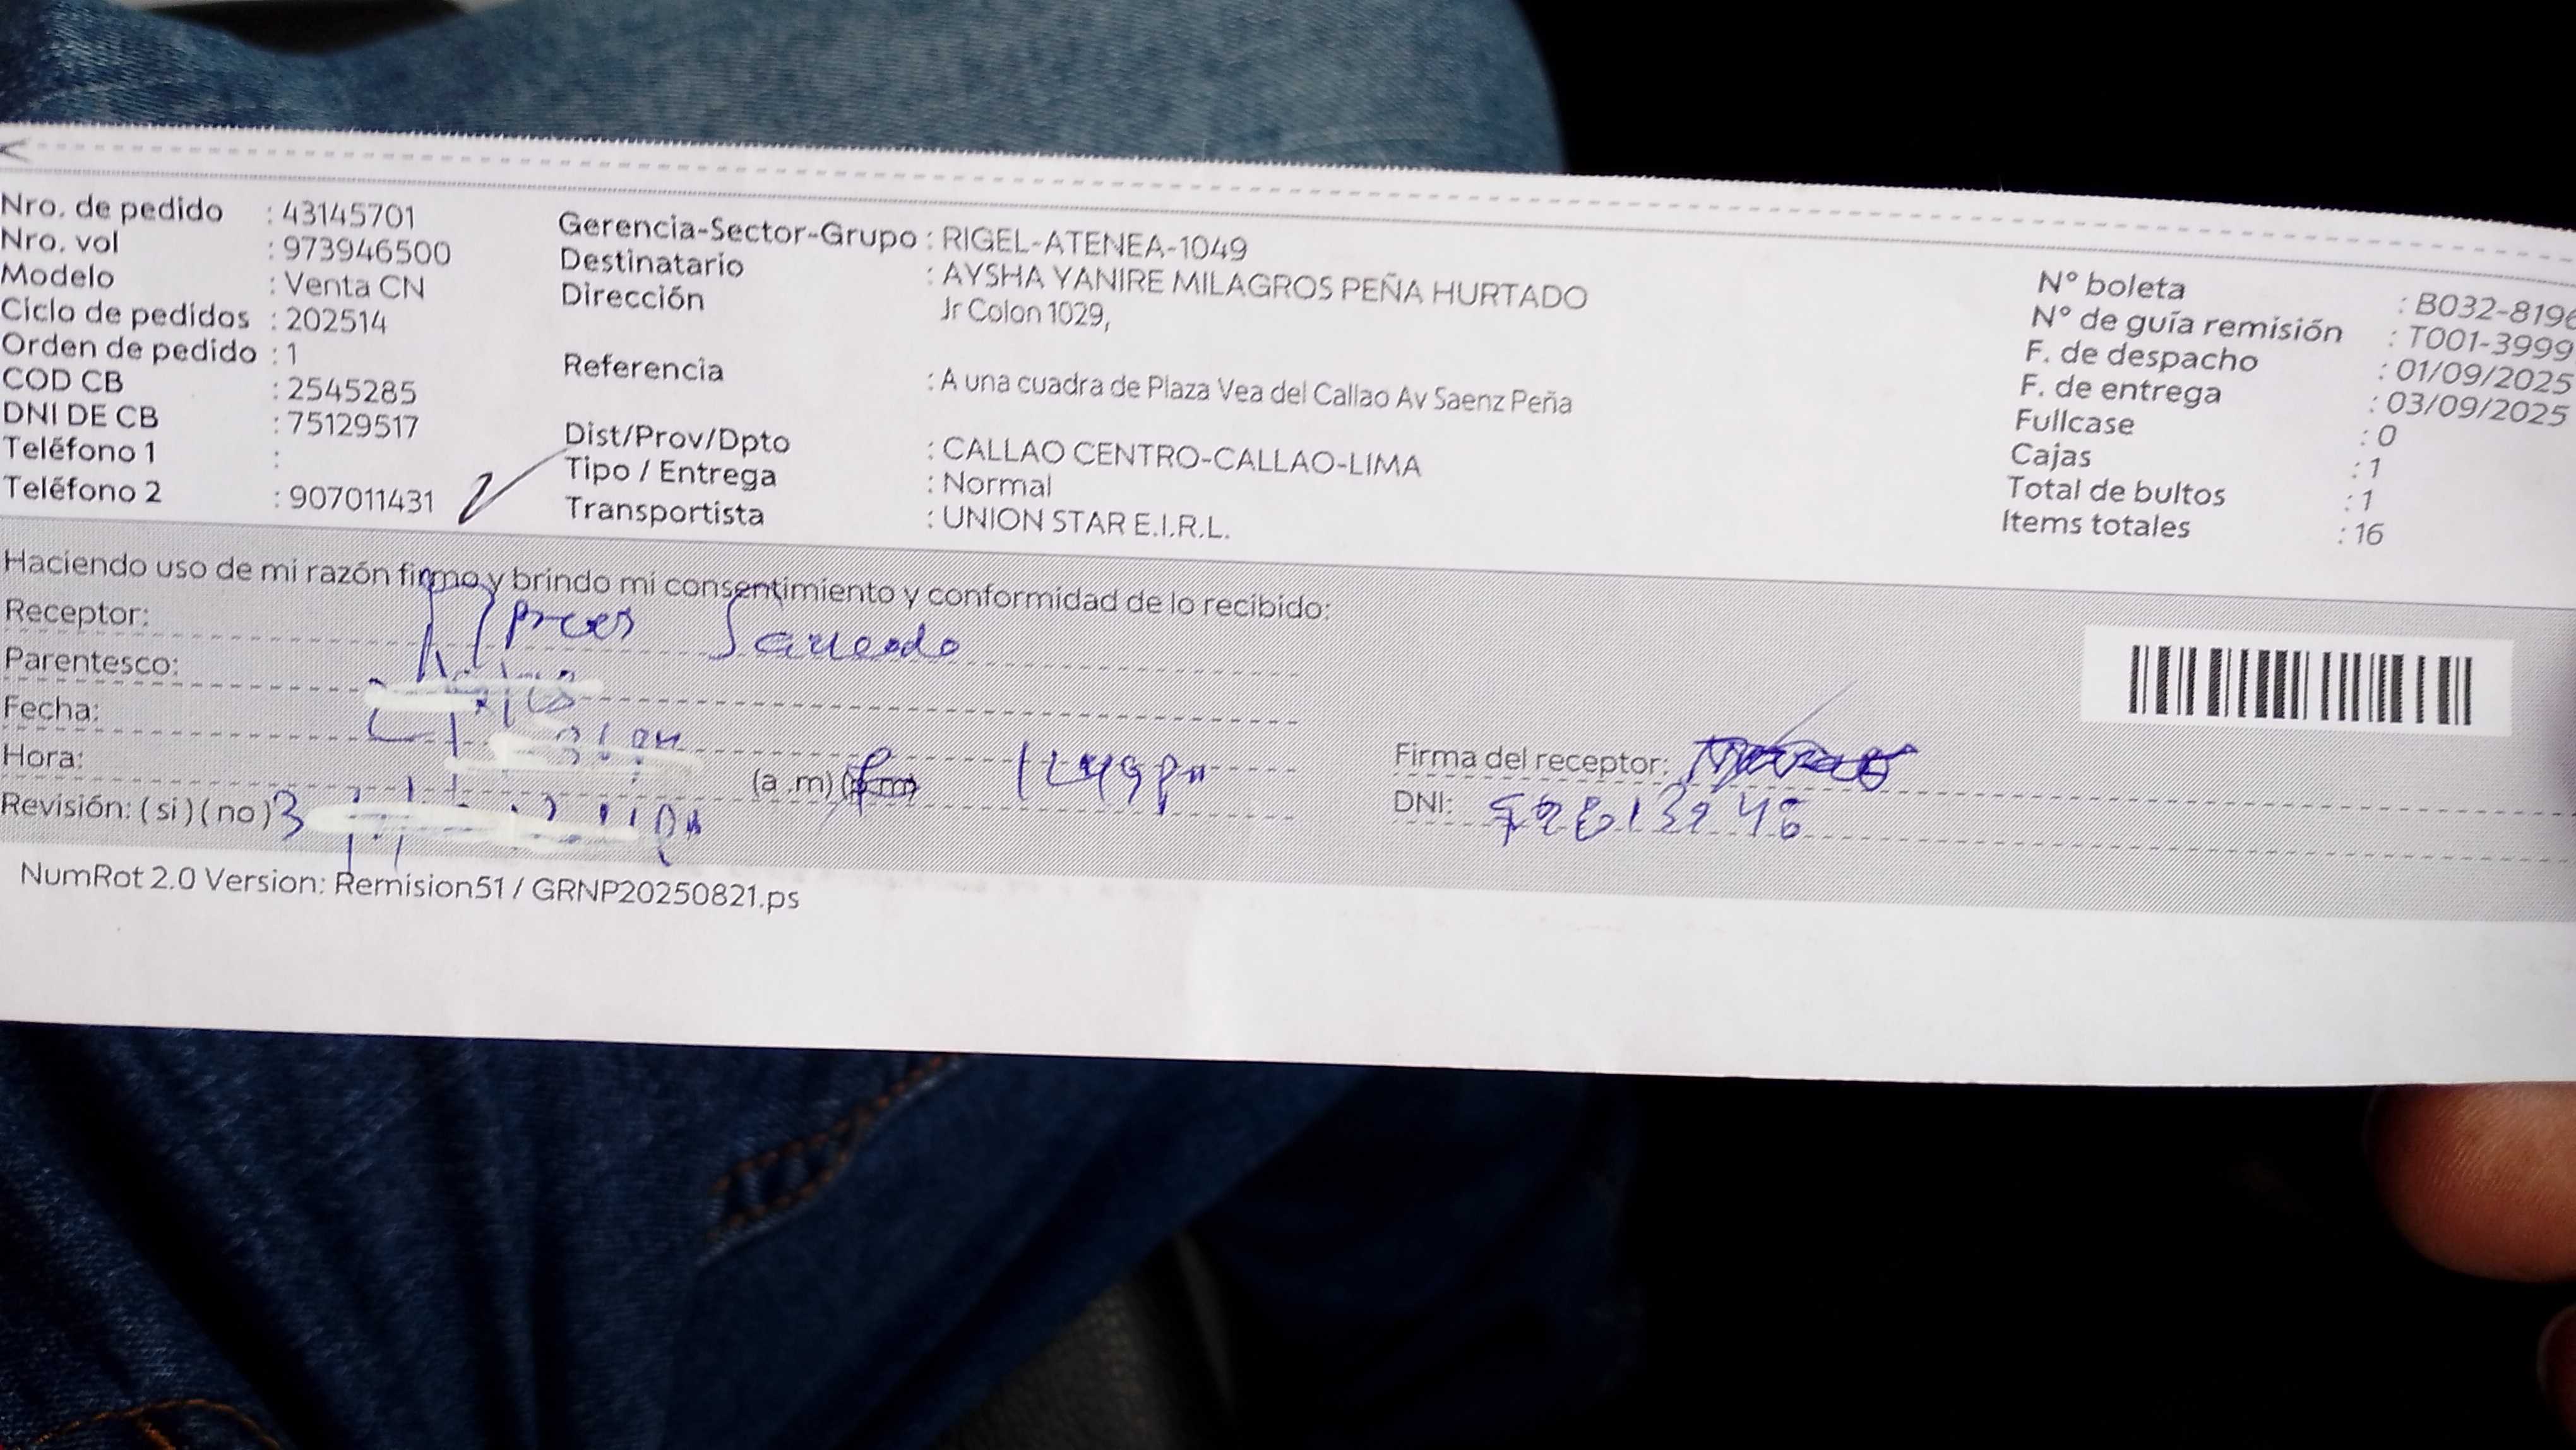 Nro. de pedido : 43145701
Nro. vol : 973946500
Modelo : Venta CN
Ciclo de pedidos : 202514
Orden de pedido : 1
COD CB : 2545285
DNI DE CB : 75129517
Teléfono 1 :
Teléfono 2 : 907011431
Gerencia-Sector-Grupo : RIGEL-ATENEA-1049
Destinatario : AYSHA YANIRE MILAGROS PEÑA HURTADO
Dirección Jr Colon 1029,
Referencia : A una cuadra de Plaza Vea del Callao Av Saenz Peña
Dist/Prov/Dpto : CALLAO CENTRO-CALLAO-LIMA
Tipo / Entrega : Normal
Transportista : UNION STAR E.I.R.L.
N° boleta : B032-8196
N° de guía remisión : T001-3999
F. de despacho : 01/09/2025
F. de entrega : 03/09/2025
Fullcase : 0
Cajas : 1
Total de bultos : 1
Items totales : 16
Haciendo uso de mi razón firmo y brindo mi consentimiento y conformidad de lo recibido:
Receptor:
Parentesco:
Fecha:
Hora: (a .m) (p.m)
Revisión: ( si ) ( no )
Firma del receptor:
DNI:
NumRot 2.0 Version: Remision51 / GRNP20250821.ps